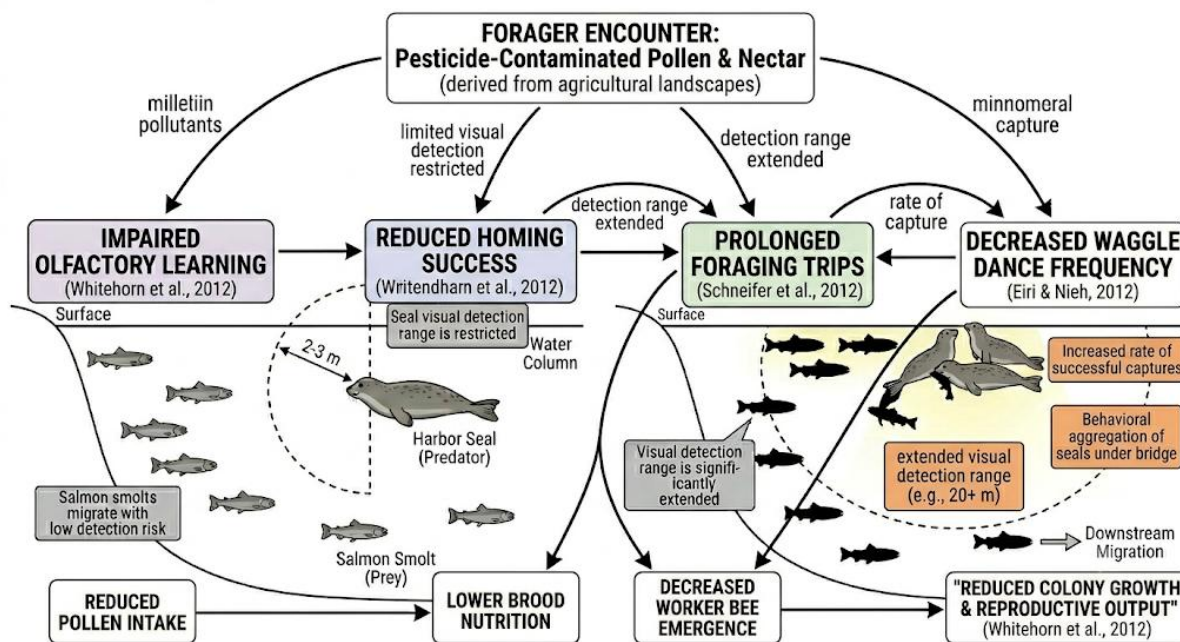 FORAGER ENCOUNTER:
Pesticide-Contaminated Pollen & Nectar
(derived from agricultural landscapes)
milletiin
pollutants
limited visual
detection
restricted
detection range
extended
minnomeral
capture
detection range
extended
rate of
capture
IMPAIRED
OLFACTORY LEARNING
(Whitehorn et al., 2012)
REDUCED HOMING
SUCCESS
(Writendharn et al., 2012)
PROLONGED
FORAGING TRIPS
(Schneifer et al., 2012)
DECREASED WAGGLE
DANCE FREQUENCY
(Eiri & Nieh, 2012)
Surface
Seal visual detection
range is restricted
Water
Column
2-3 m
Harbor Seal
(Predator)
Salmon smolts
migrate with
low detection risk
Salmon Smolt
(Prey)
Surface
Increased rate of
successful captures
Behavioral
aggregation of
seals under bridge
Visual detection
range is signifi-
icantly
extended
extended visual
detection range
(e.g., 20+ m)
Downstream
Migration
REDUCED
POLLEN INTAKE
LOWER BROOD
NUTRITION
DECREASED
WORKER BEE
EMERGENCE
"REDUCED COLONY GROWTH
& REPRODUCTIVE OUTPUT"
(Whitehorn et al., 2012)